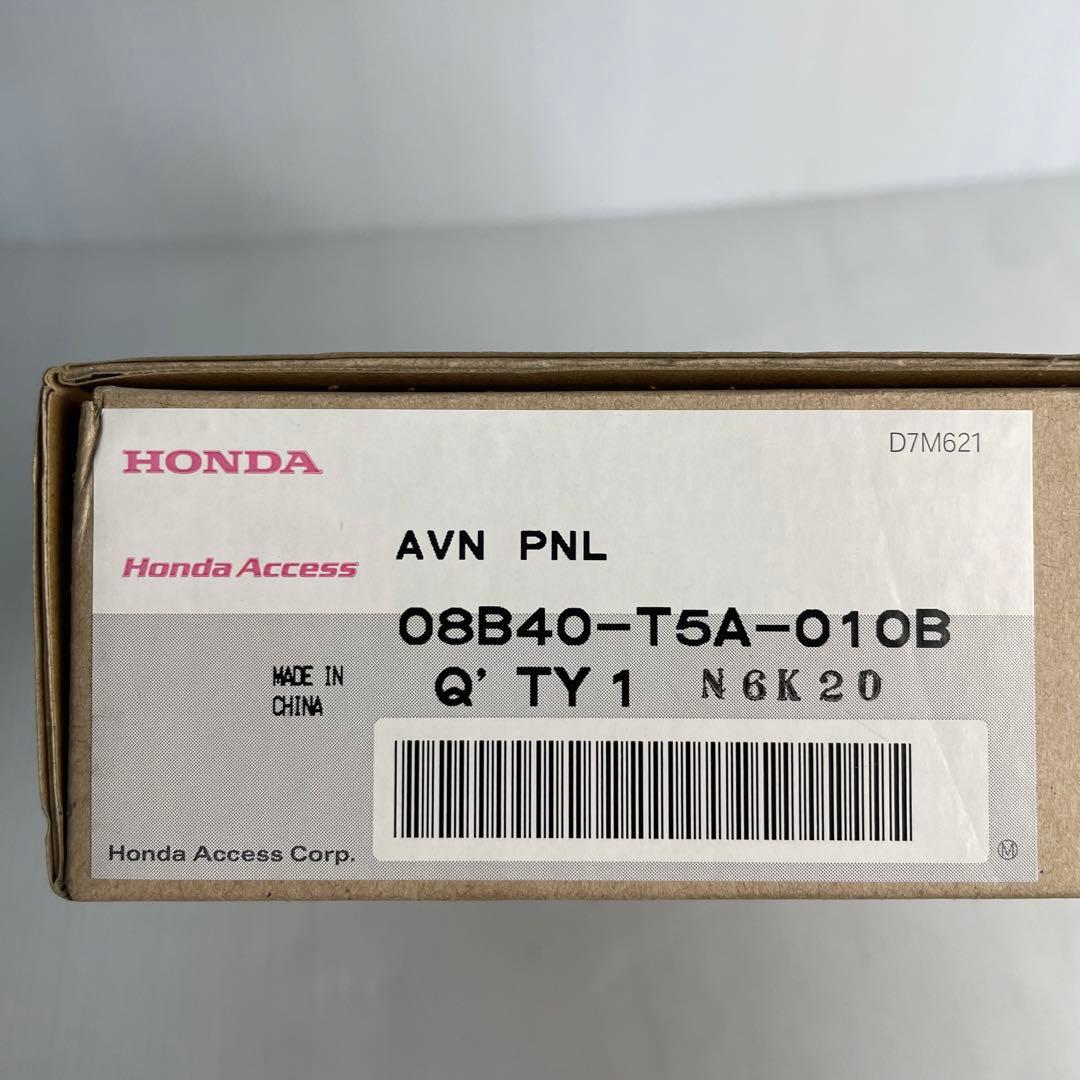 HONDA
D7M621
AVN PNL
Honda Access
08B40-T5A-010B
MADE IN
CHINA
Q' TY 1
N6K20
Honda Access Corp.
M